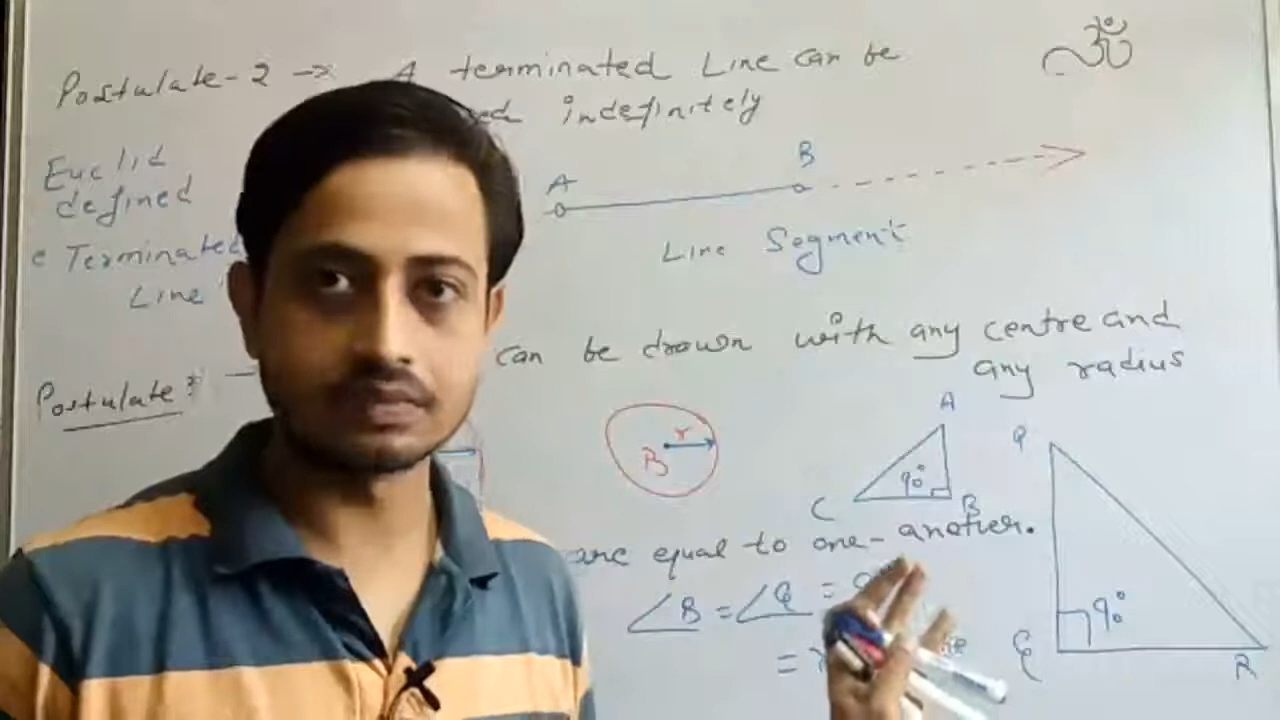 ॐ
Postulate-2 → A terminated Line can be
indefinitely
Euclid
defined
Terminated
Line
A
B
Line Segment
Postulate
can be drawn with any centre and
any radius
B r
A
C
90°
B
P
90°
Q
R
are equal to one-another.
∠B = ∠Q =
=